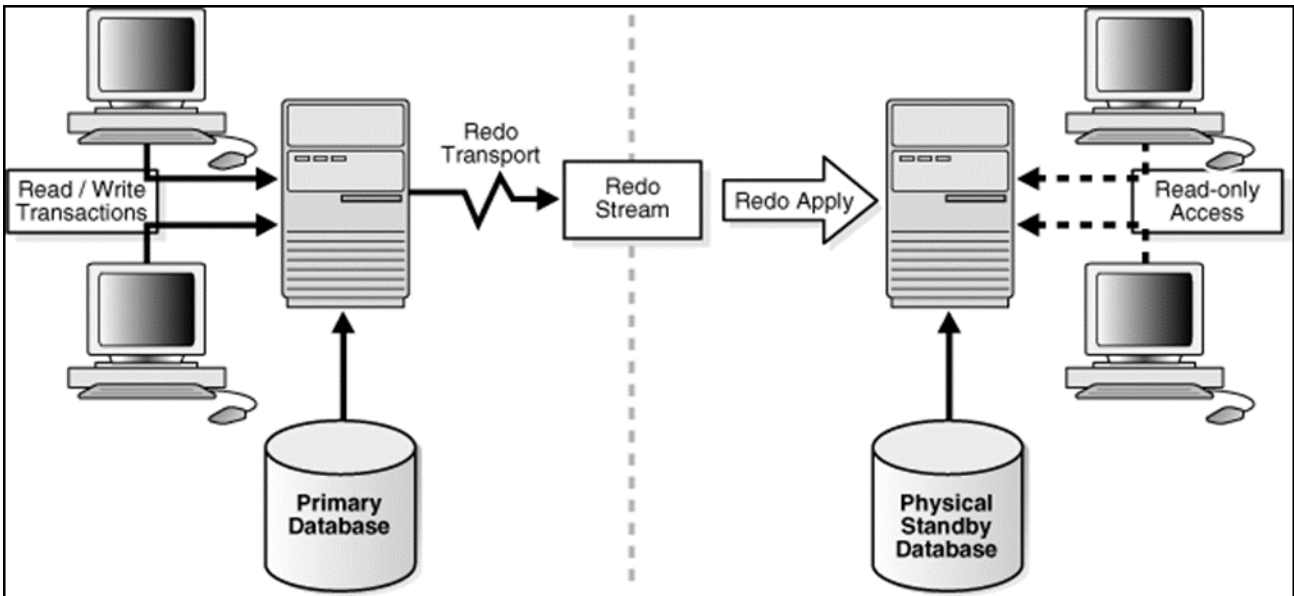 Read / Write
Transactions
Redo
Transport
Redo
Stream
Redo Apply
Read-only
Access
Primary
Database
Physical
Standby
Database